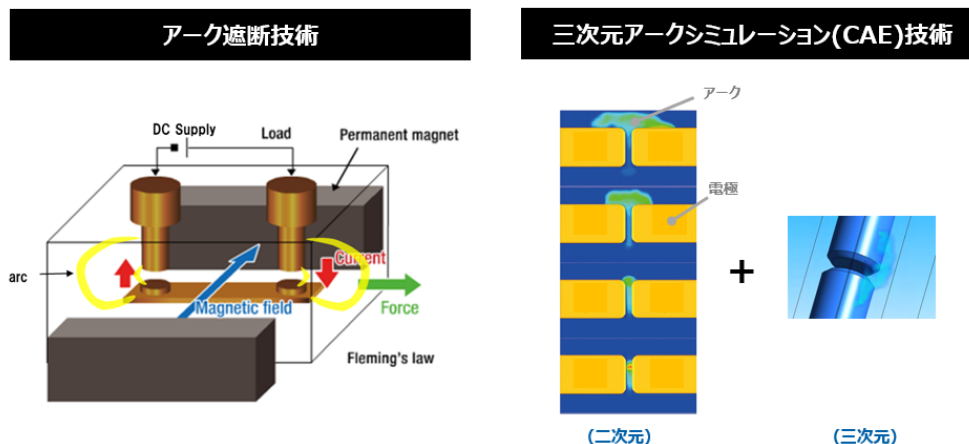 アーク遮断技術
DC Supply
Load
Permanent magnet
arc
Current
Magnetic field
Force
Fleming's law
三次元アークシミュレーション(CAE)技術
アーク
電極
+
(二次元)
(三次元)